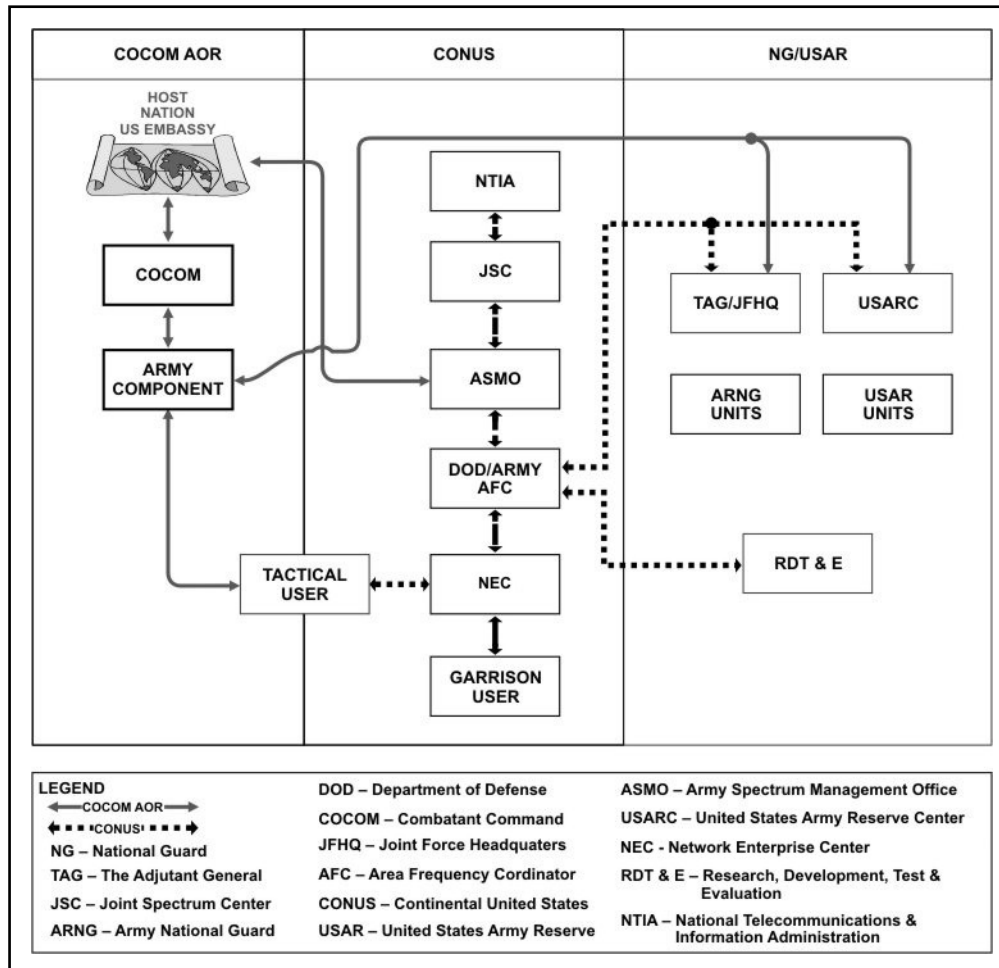 COCOM AOR
CONUS
NG/USAR
HOST
NATION
US EMBASSY
NTIA
COCOM
JSC
TAG/JFHQ
USARC
ARMY
COMPONENT
ASMO
ARNG
UNITS
USAR
UNITS
DOD/ARMY
AFC
TACTICAL
USER
NEC
RDT & E
GARRISON
USER
LEGEND
COCOM AOR
CONUS
NG – National Guard
TAG – The Adjutant General
JSC – Joint Spectrum Center
ARNG – Army National Guard
DOD – Department of Defense
COCOM – Combatant Command
JFHQ – Joint Force Headquaters
AFC – Area Frequency Cordinator
CONUS – Continental United States
USAR – United States Army Reserve
ASMO – Army Spectrum Management Office
USARC – United States Army Reserve Center
NEC - Network Enterprise Center
RDT & E – Research, Development, Test &
Evaluation
NTIA – National Telecommunications &
Information Administration